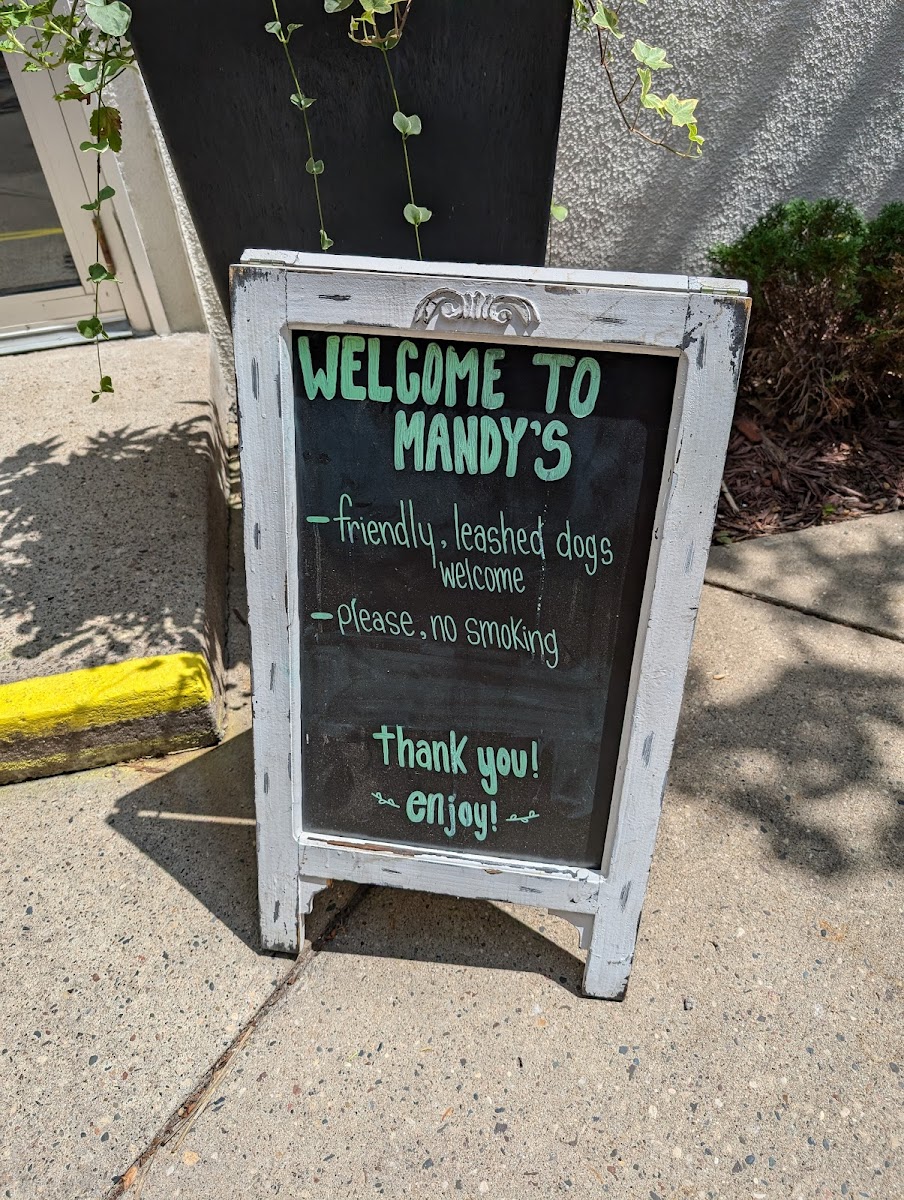 WELCOME TO
MANDY'S
- friendly, leashed dogs
welcome
- please, no smoking
thank you!
enjoy!